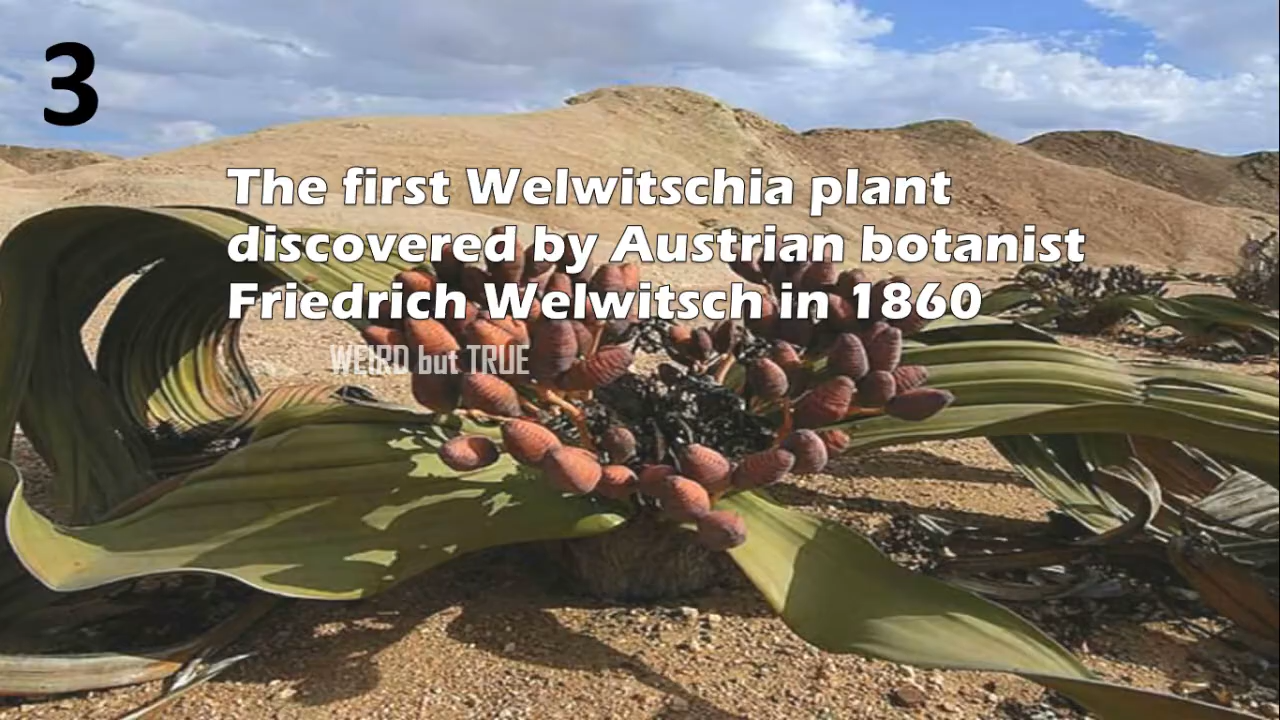 3
The first Welwitschia plant
discovered by Austrian botanist
Friedrich Welwitsch in 1860
WEIRD but TRUE